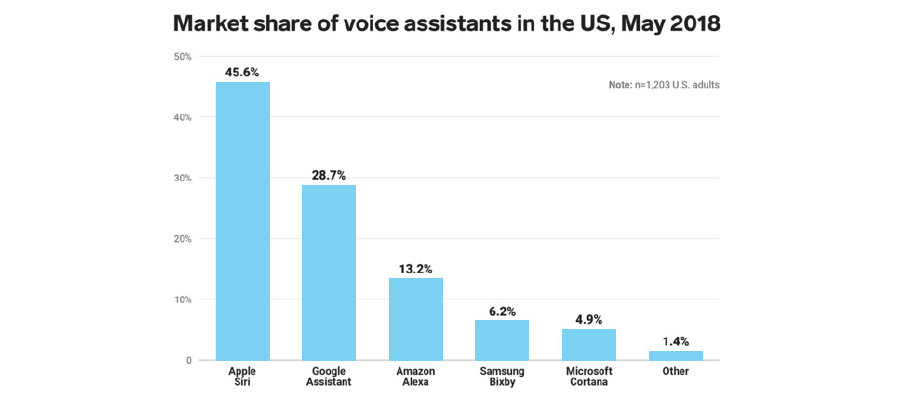 Market share of voice assistants in the US, May 2018
50%
45.6%
Note: n=1,203 U.S. adults
40%
30%
28.7%
20%
13.2%
10%
6.2%
4.9%
1.4%
0
Apple
Siri
Google
Assistant
Amazon
Alexa
Samsung
Bixby
Microsoft
Cortana
Other